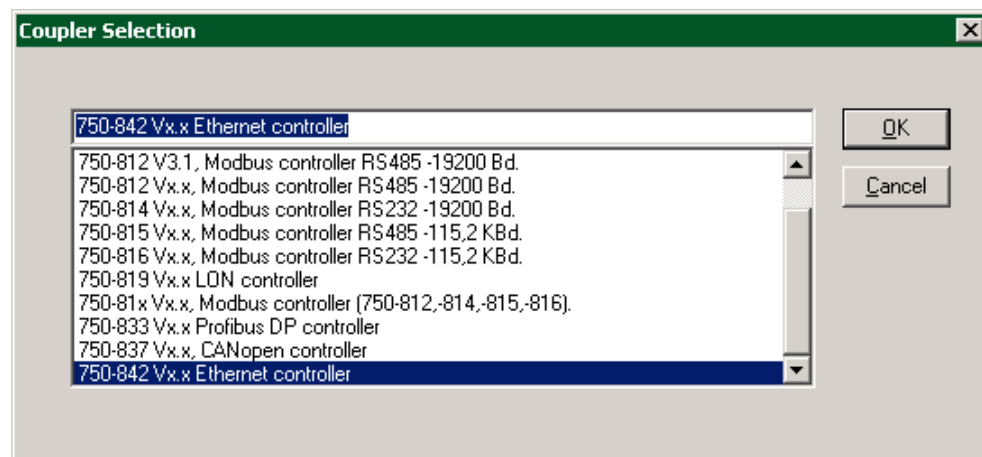 Coupler Selection
750-842 Vx.x Ethernet controller
OK
750-812 V3.1, Modbus controller RS485 -19200 Bd.
750-812 Vx.x, Modbus controller RS485 -19200 Bd.
Cancel
750-814 Vx.x, Modbus controller RS232 -19200 Bd.
750-815 Vx.x, Modbus controller RS485 -115,2 KBd.
750-816 Vx.x, Modbus controller RS232 -115,2 KBd.
750-819 Vx.x LON controller
750-81x Vx.x, Modbus controller (750-812,-814,-815,-816).
750-833 Vx.x Profibus DP controller
750-837 Vx.x, CANopen controller
750-842 Vx.x Ethernet controller